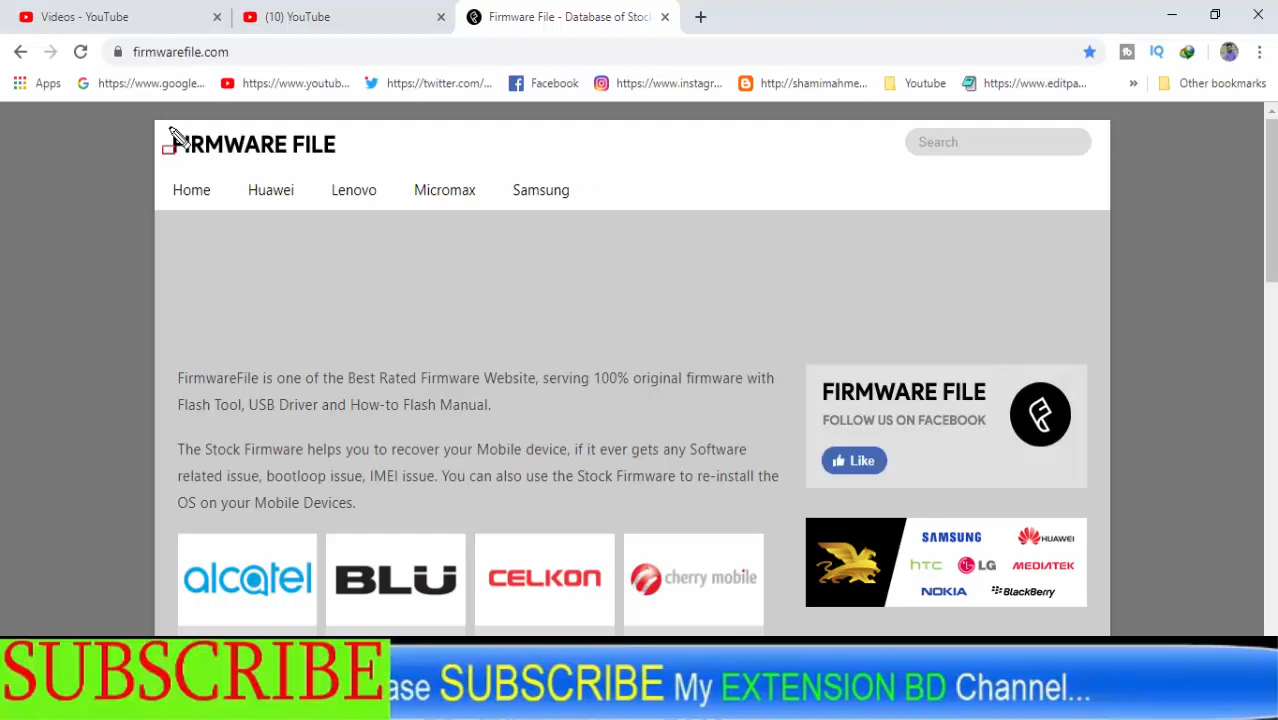 Videos - YouTube
(10) YouTube
Firmware File - Database of Stoc
firmwarefile.com
Apps
https://www.google...
https://www.youtub...
https://twitter.com/...
Facebook
https://www.instagr...
http://shamimahme...
Youtube
https://www.editpa...
Other bookmarks
FIRMWARE FILE
Search
Home
Huawei
Lenovo
Micromax
Samsung
FirmwareFile is one of the Best Rated Firmware Website, serving 100% original firmware with
Flash Tool, USB Driver and How-to Flash Manual.
The Stock Firmware helps you to recover your Mobile device, if it ever gets any Software
related issue, bootloop issue, IMEI issue. You can also use the Stock Firmware to re-install the
OS on your Mobile Devices.
FIRMWARE FILE
FOLLOW US ON FACEBOOK
Like
alcatel
BLU
CELKON
cherry mobile
SAMSUNG
HUAWEI
hTC
LG
MEDIATEK
NOKIA
BlackBerry
SUBSCRIBE
ase SUBSCRIBE My EXTENSION BD Channel...